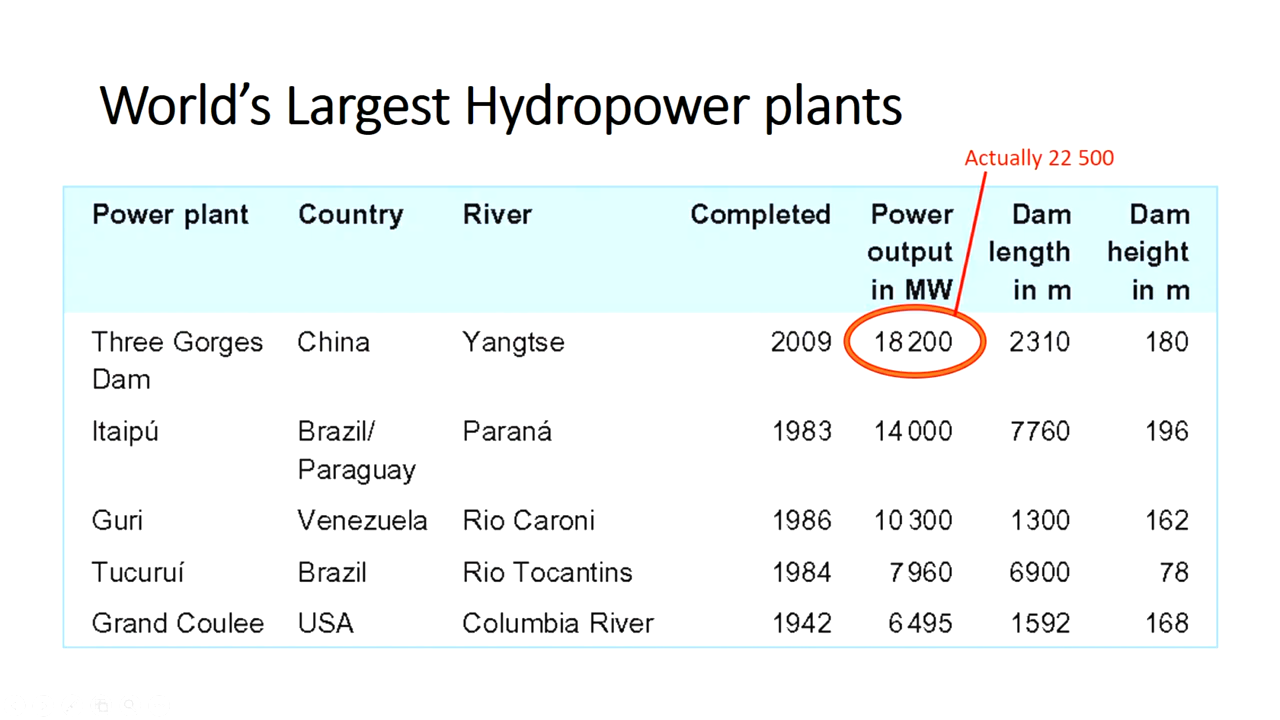 World's Largest Hydropower plants
Actually 22 500
Power plant Country River Completed Power output in MW Dam length in m Dam height in m
Three Gorges Dam China Yangtse 2009 18 200 2310 180
Itaipú Brazil/ Paraguay Paraná 1983 14 000 7760 196
Guri Venezuela Rio Caroni 1986 10 300 1300 162
Tucuruí Brazil Rio Tocantins 1984 7 960 6900 78
Grand Coulee USA Columbia River 1942 6 495 1592 168